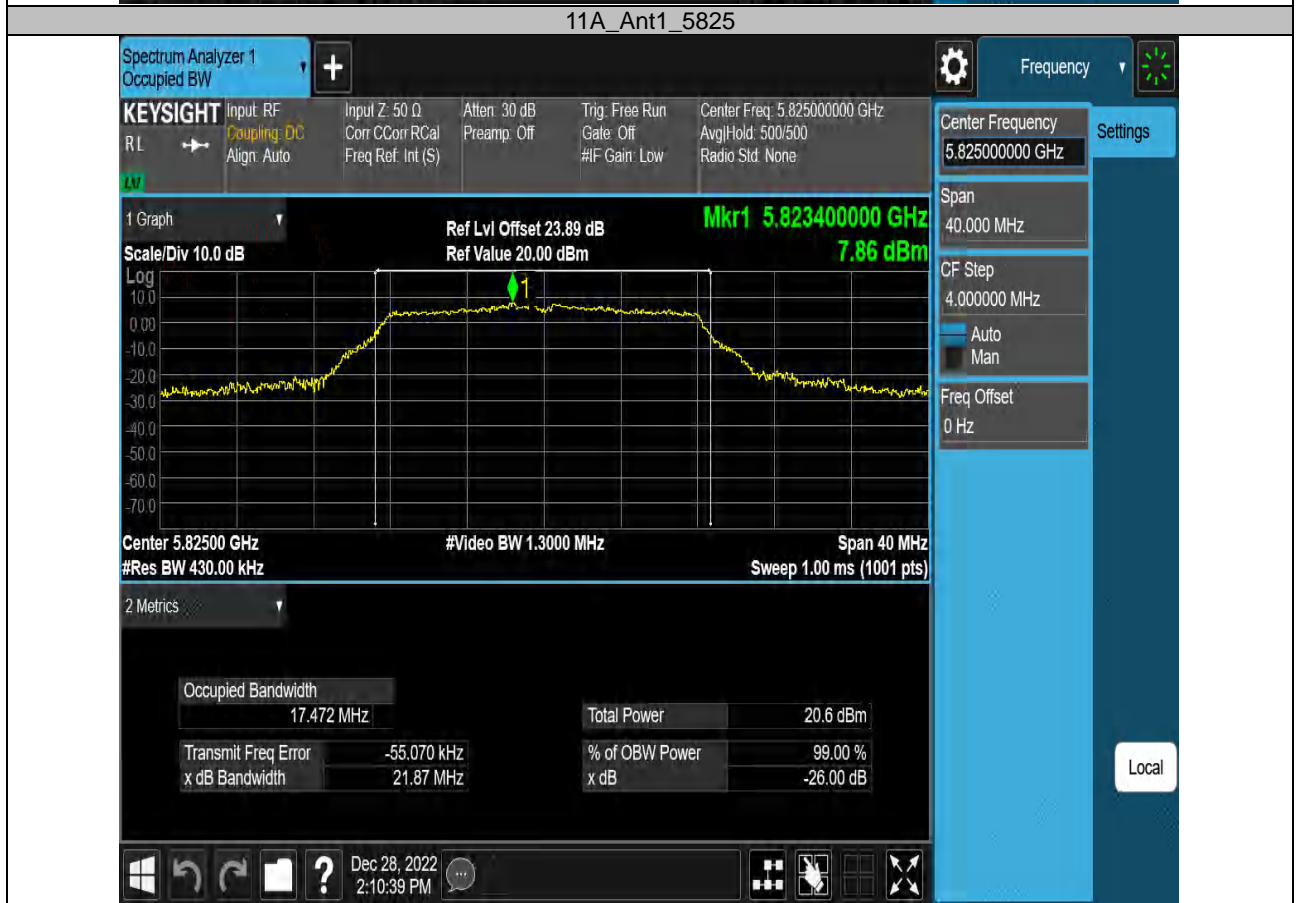 11A_Ant1_5825
Spectrum Analyzer 1
Occupied BW
+
Frequency
KEYSIGHT
RL
LXI
Input: RF
Coupling: DC
Align: Auto
Input Z: 50 Ω
Corr CCorr RCal
Freq Ref: Int (S)
Atten: 30 dB
Preamp: Off
Trig: Free Run
Gate: Off
#IF Gain: Low
Center Freq: 5.825000000 GHz
Avg|Hold: 500/500
Radio Std: None
Center Frequency
5.825000000 GHz
Settings
Span
40.000 MHz
CF Step
4.000000 MHz
Auto
Man
Freq Offset
0 Hz
1 Graph
Scale/Div 10.0 dB
Ref Lvl Offset 23.89 dB
Ref Value 20.00 dBm
Mkr1 5.823400000 GHz
7.86 dBm
Log
10.0
0.00
-10.0
-20.0
-30.0
-40.0
-50.0
-60.0
-70.0
1
Center 5.82500 GHz
#Res BW 430.00 kHz
#Video BW 1.3000 MHz
Span 40 MHz
Sweep 1.00 ms (1001 pts)
2 Metrics
Occupied Bandwidth
17.472 MHz
Total Power 20.6 dBm
Transmit Freq Error -55.070 kHz
% of OBW Power 99.00 %
x dB Bandwidth 21.87 MHz
x dB -26.00 dB
Local
?
Dec 28, 2022
2:10:39 PM